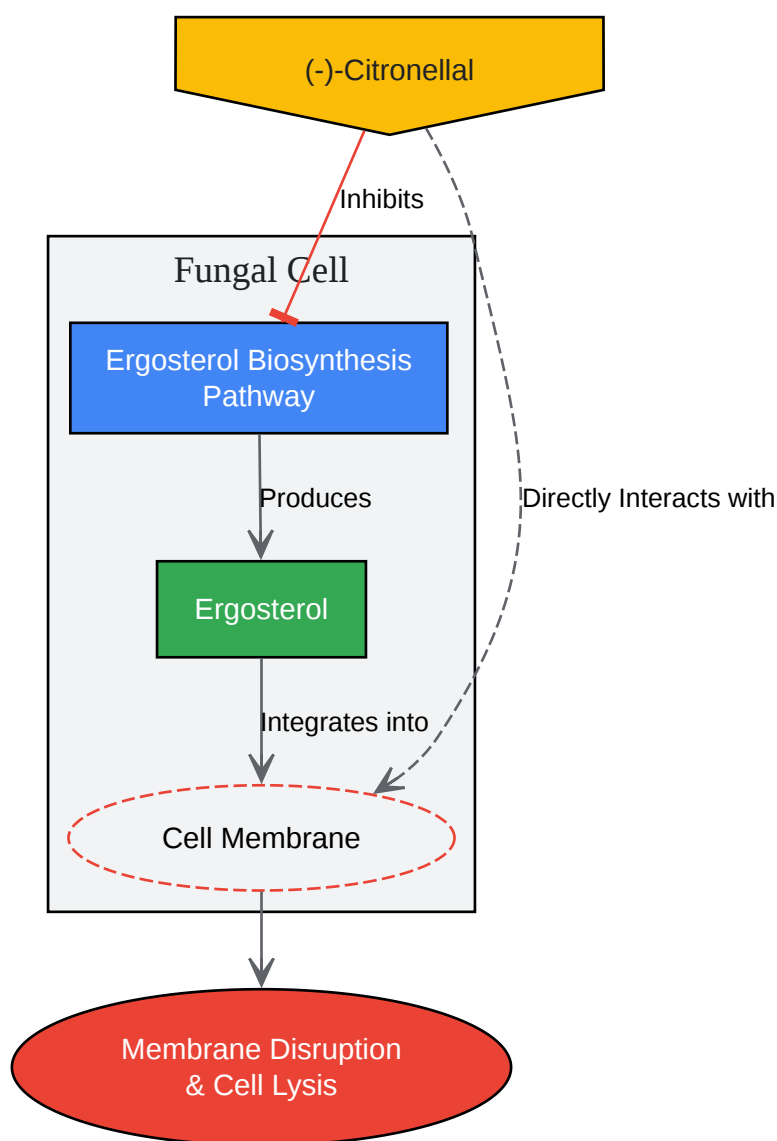 (-)-Citronellal
Inhibits
Fungal Cell
Ergosterol Biosynthesis
Pathway
Produces
Directly Interacts with
Ergosterol
Integrates into
Cell Membrane
Membrane Disruption
& Cell Lysis